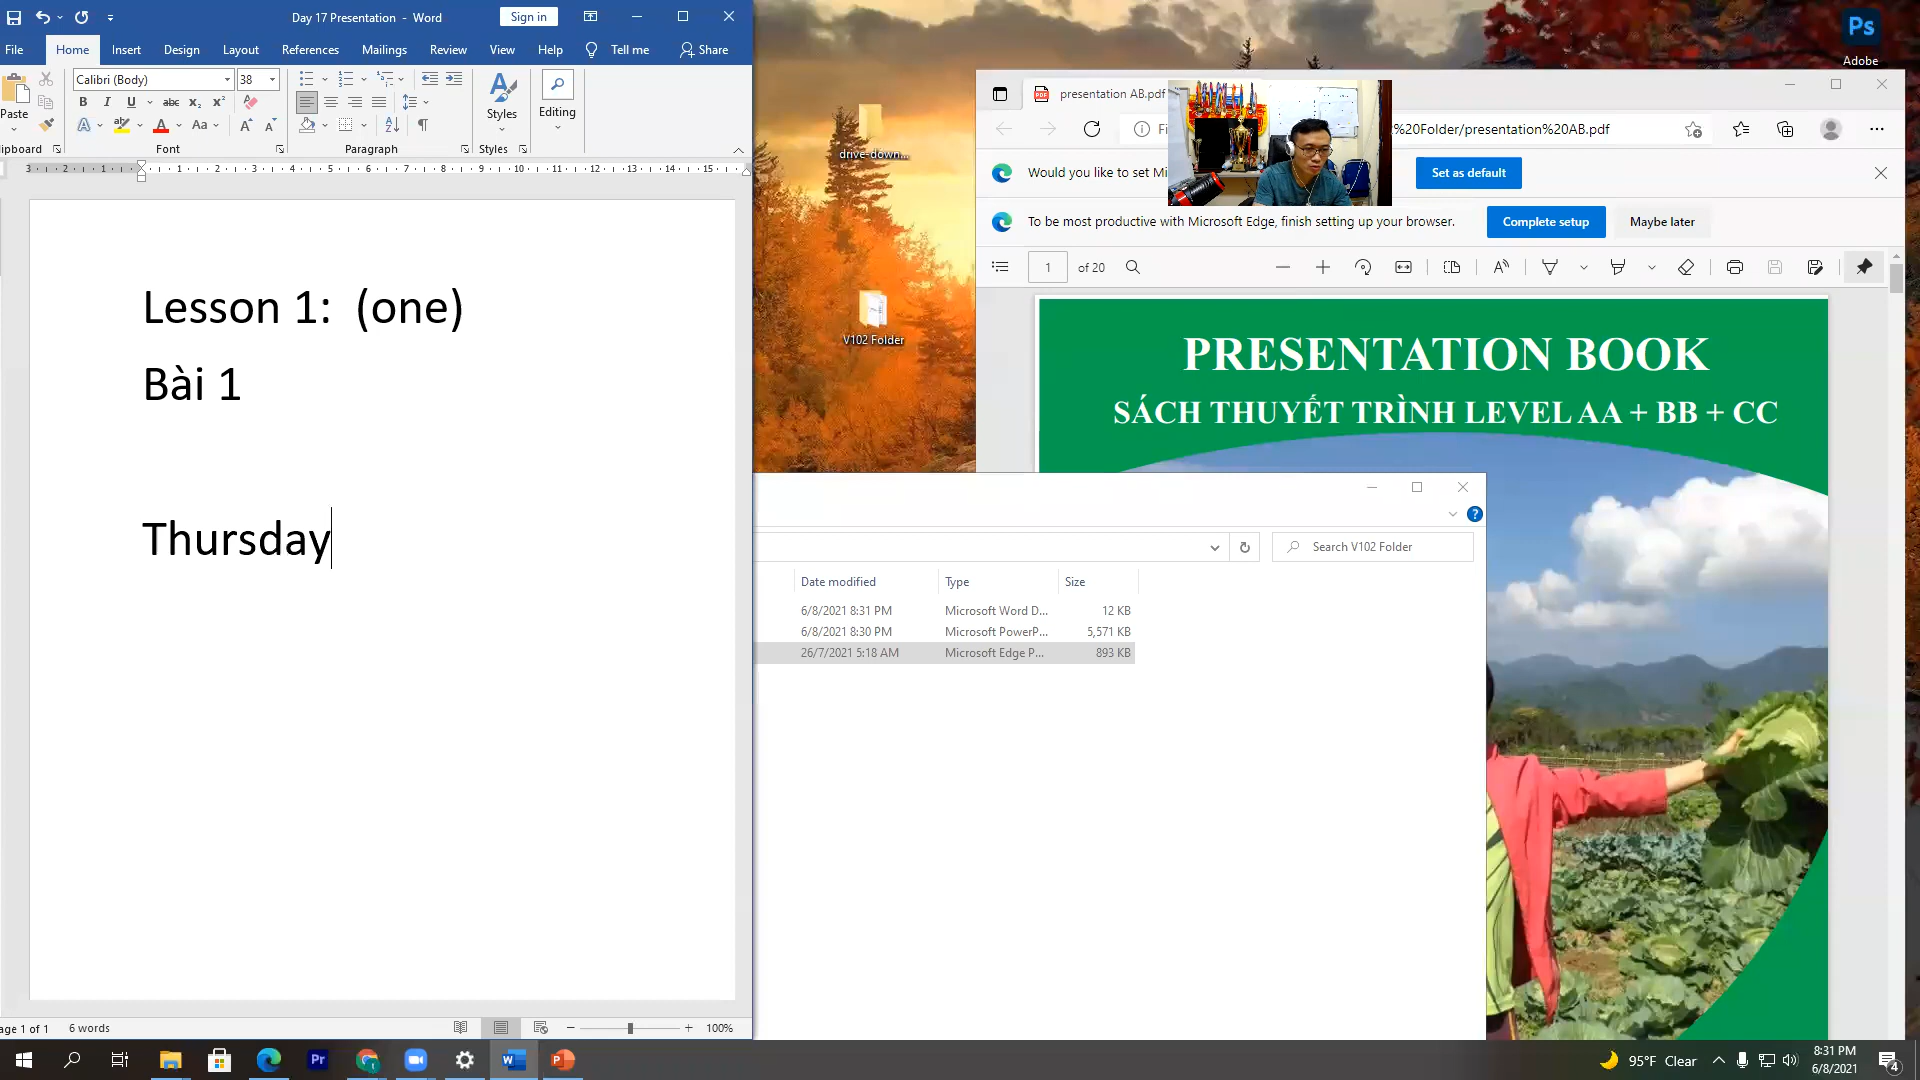 Day 17 Presentation - Word
Sign in
File Home Insert Design Layout References Mailings Review View Help Tell me Share
Paste
Calibri (Body) 38
Styles
Editing
Font
Paragraph
Styles
Lesson 1: (one)
Bài 1
Thursday
6 words
100%
drive-down...
V102 Folder
Adobe
presentation AB.pdf
%20Folder/presentation%20AB.pdf
Would you like to set Mi
Set as default
To be most productive with Microsoft Edge, finish setting up your browser.
Complete setup
Maybe later
1 of 20
PRESENTATION BOOK
SÁCH THUYẾT TRÌNH LEVEL AA + BB + CC
Search V102 Folder
Date modified Type Size
6/8/2021 8:31 PM Microsoft Word D... 12 KB
6/8/2021 8:30 PM Microsoft PowerP... 5,571 KB
26/7/2021 5:18 AM Microsoft Edge P... 893 KB
95°F Clear
8:31 PM
6/8/2021
4